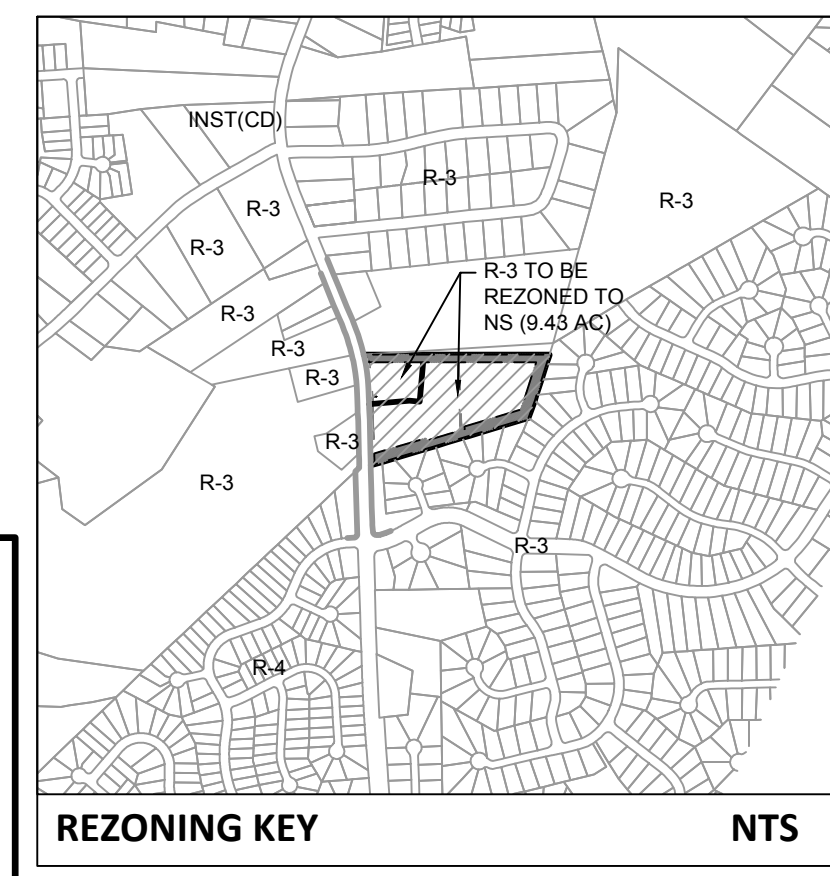 INST(CD)
R-3
R-3
R-3
R-3
R-3
R-3 TO BE
REZONED TO
NS (9.43 AC)
R-3
R-3
R-3
R-3
R-3
R-3
R-4
REZONING KEY NTS